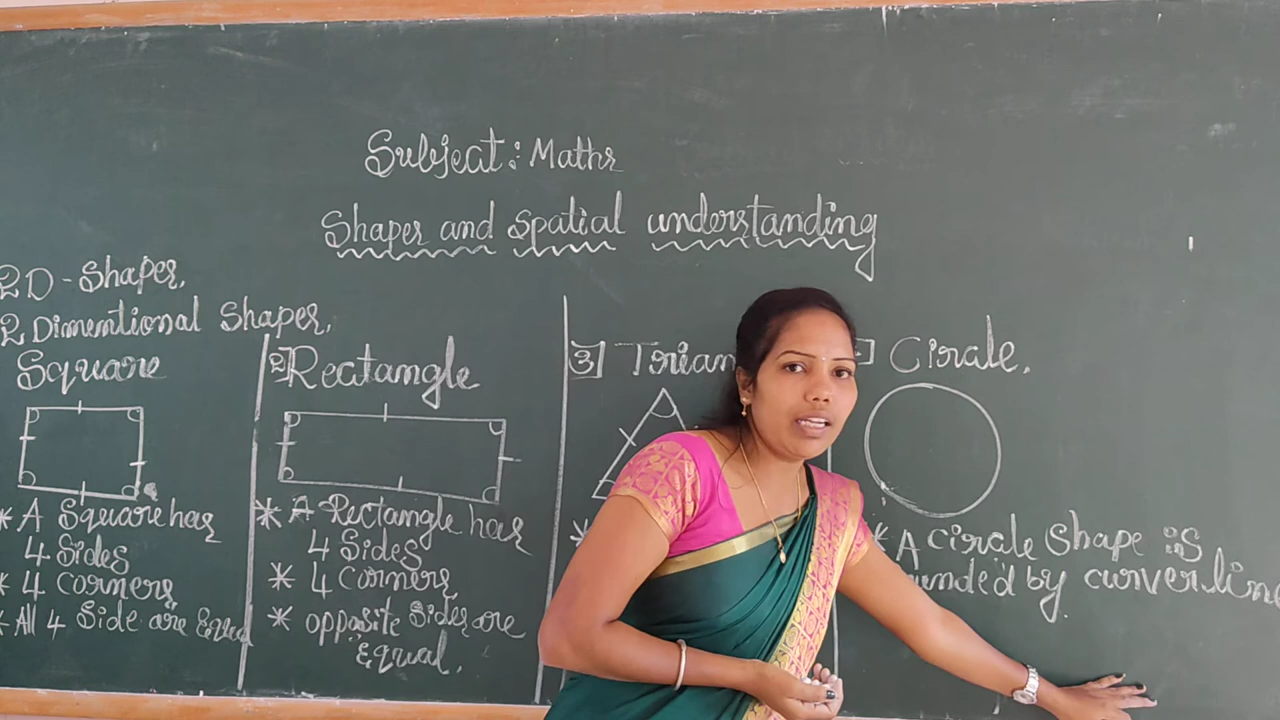 Subject: Maths
Shapes and Spatial understanding
2D - Shapes.
2 Dimentional Shapes.
Square
* A Square has
4 Sides
* 4 corners
* All 4 Side are Equal
2] Rectangle
* A Rectangle has
4 Sides
* 4 Corners
* opposite Sides are
Equal.
3] Trian
*
Circle.
* A circle shape is
by curver line